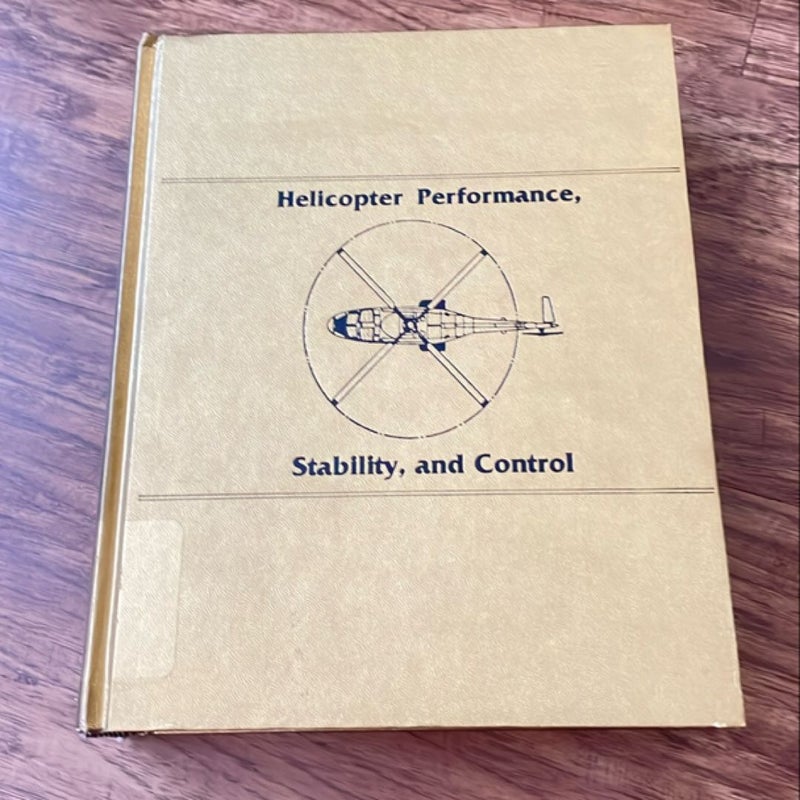 Helicopter Performance,
Stability, and Control